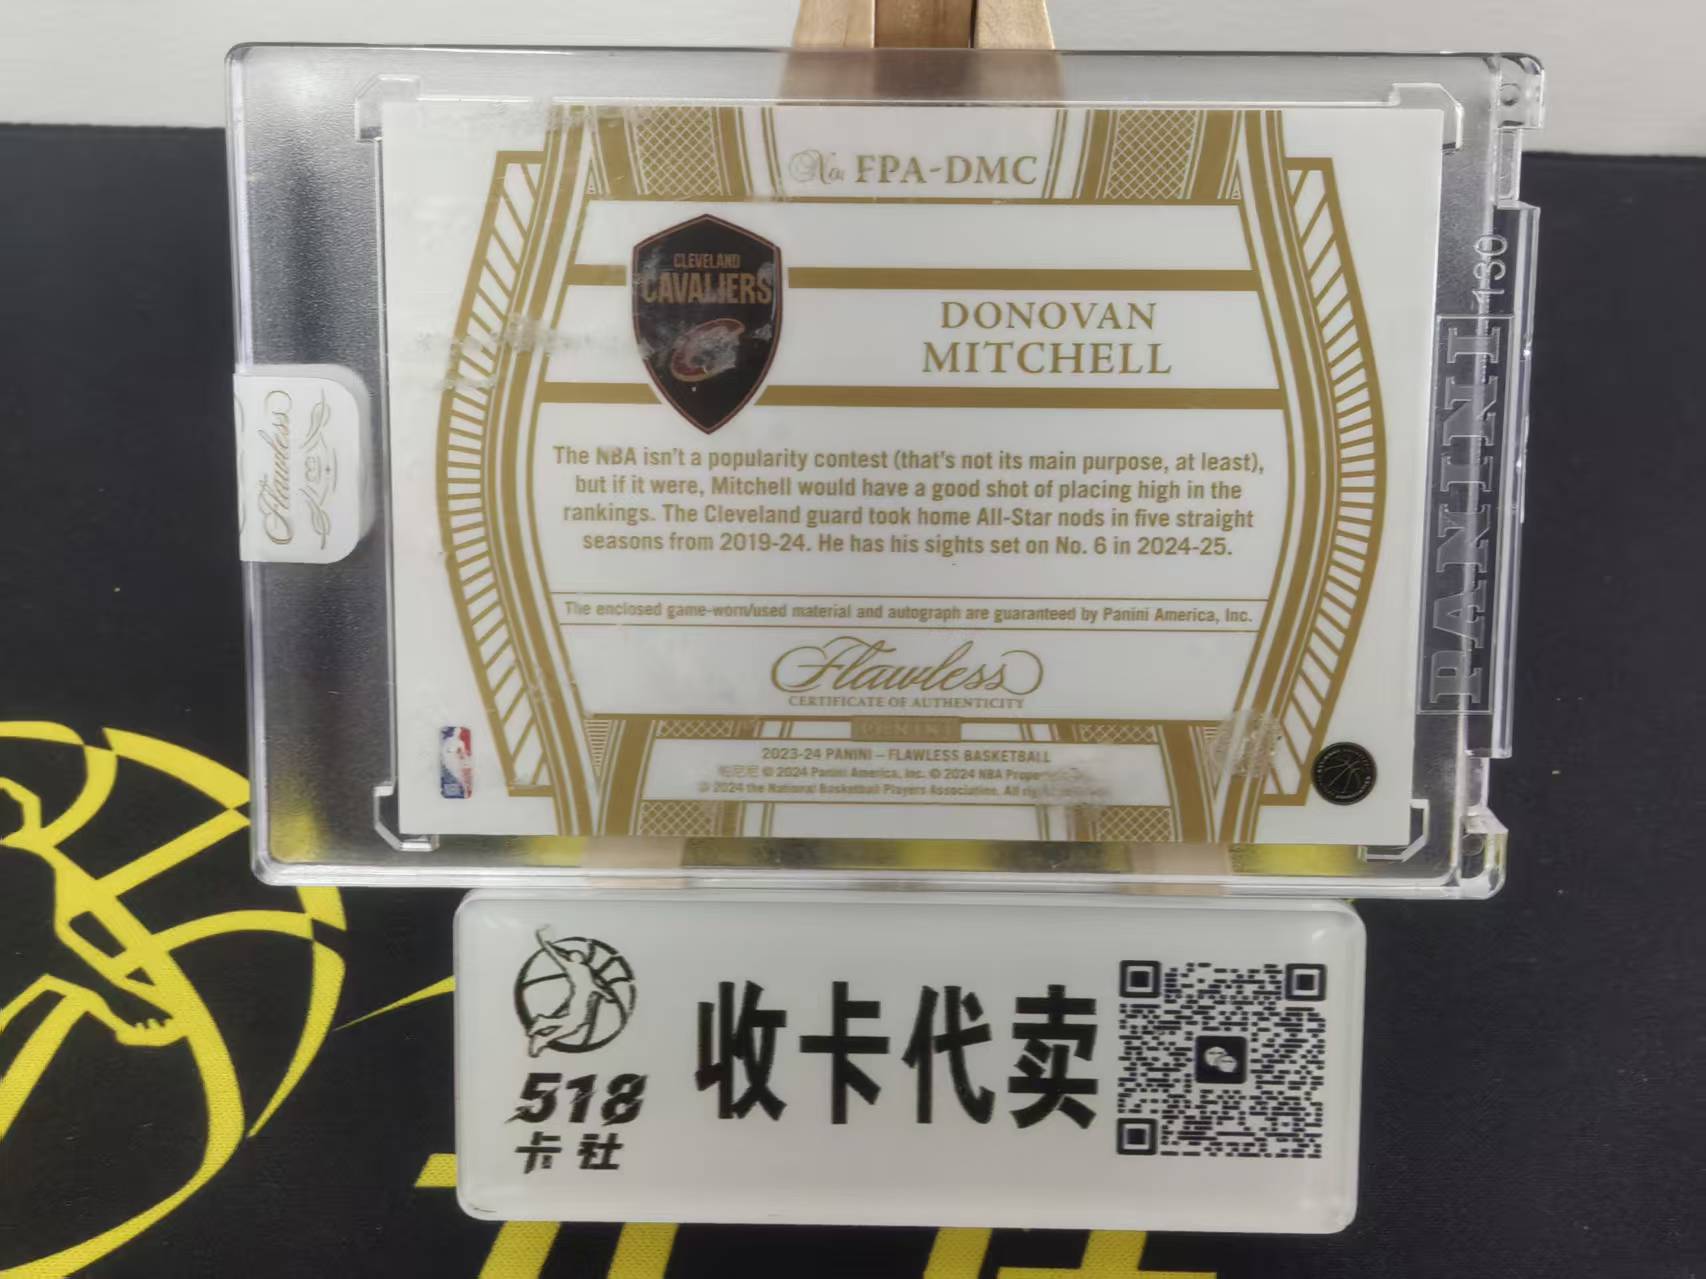 No. FPA-DMC
CLEVELAND
CAVALIERS
DONOVAN
MITCHELL
The NBA isn't a popularity contest (that's not its main purpose, at least),
but if it were, Mitchell would have a good shot of placing high in the
rankings. The Cleveland guard took home All-Star nods in five straight
seasons from 2019-24. He has his sights set on No. 6 in 2024-25.
The enclosed game-worn/used material and autograph are guaranteed by Panini America, Inc.
Flawless
CERTIFICATE OF AUTHENTICITY
PANINI
2023-24 PANINI – FLAWLESS BASKETBALL
帕尼尼 © 2024 Panini America, Inc. © 2024 NBA
© 2024 the National Basketball Players Association. All
Flawless
PANINI 130
518
卡社
收卡代卖